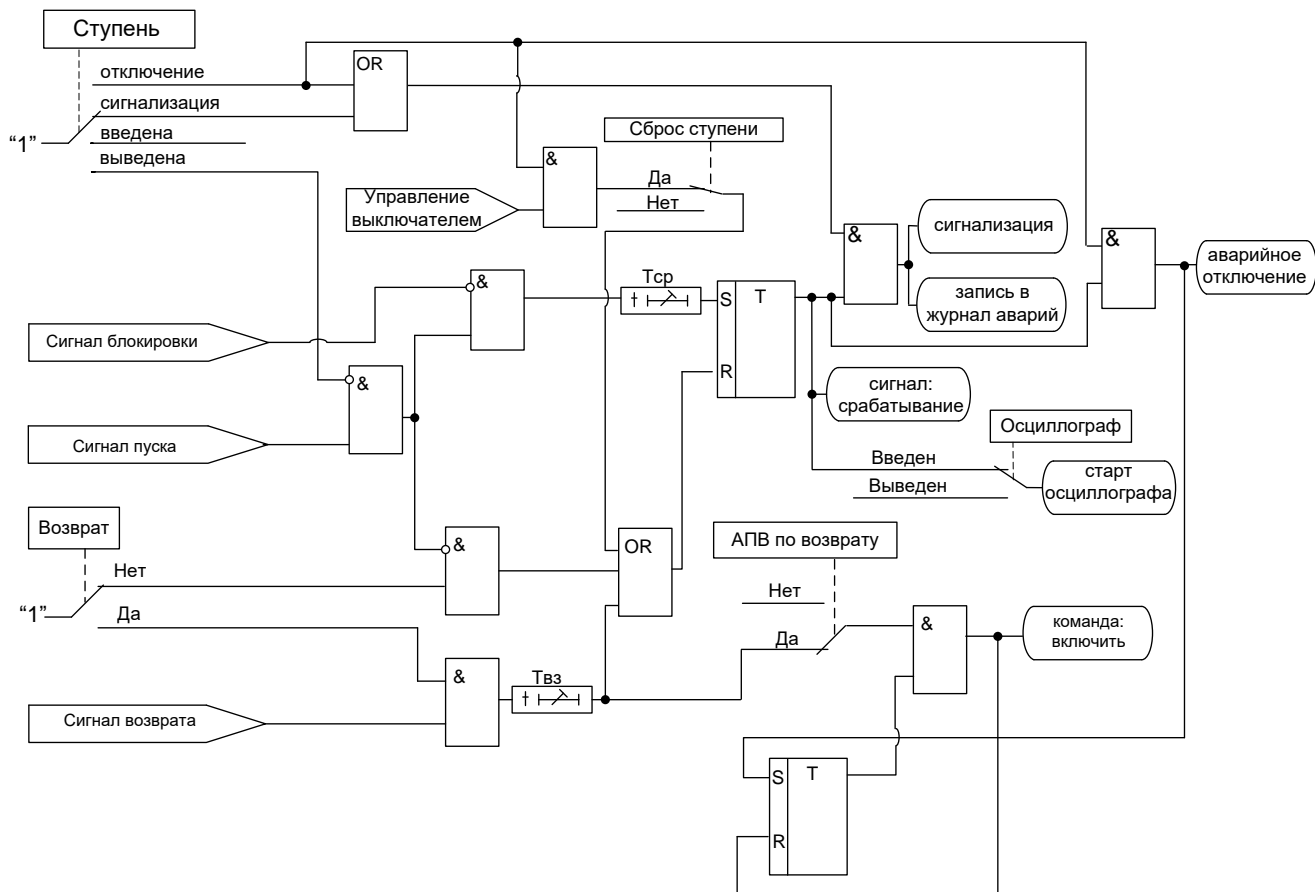 Ступень
отключение
сигнализация
“1”
введена
выведена
OR
Сброс ступени
&
Да
Нет
Управление
выключателем
&
сигнализация
запись в
журнал аварий
&
аварийное
отключение
&
Тср
S
T
R
Сигнал блокировки
&
Сигнал пуска
сигнал:
срабатывание
Осциллограф
Введен
Выведен
старт
осциллографа
Возврат
Нет
“1”
Да
&
OR
АПВ по возврату
Нет
Да
&
команда:
включить
&
Твз
Сигнал возврата
S
T
R